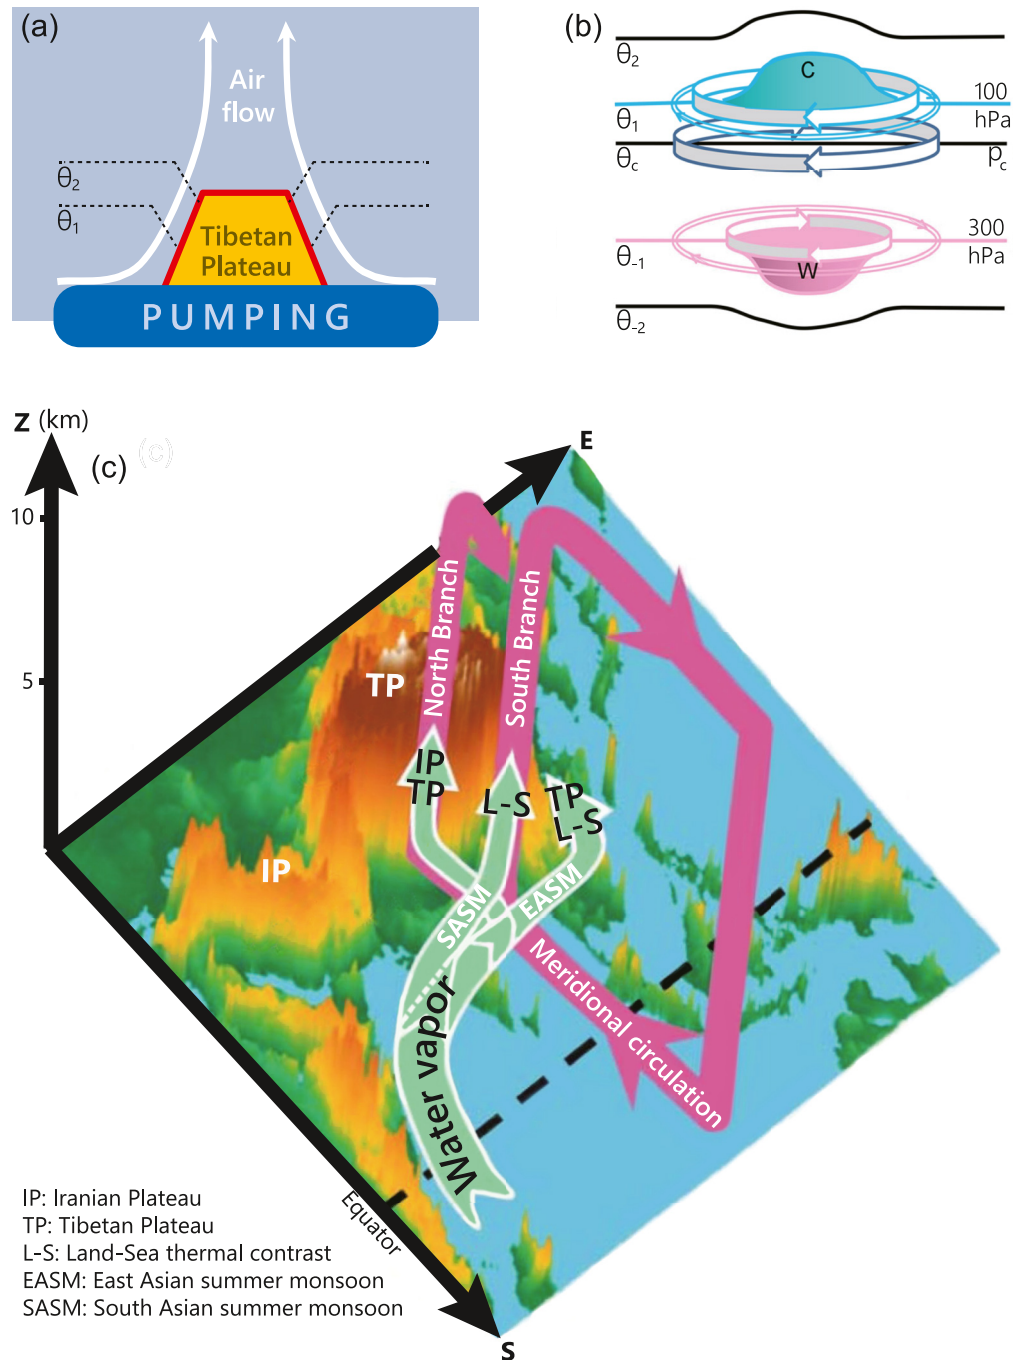 (a)
Air
flow
θ2
θ1
Tibetan
Plateau
PUMPING
(b)
θ2
C
100
hPa
θ1
θc
pc
300
hPa
θ-1
W
θ-2
Z (km)
(c) (c)
E
10
5
North Branch
South Branch
TP
IP
TP
L-S
TP
L-S
IP
SASM
EASM
Water vapor
Meridional circulation
Equator
S
IP: Iranian Plateau
TP: Tibetan Plateau
L-S: Land-Sea thermal contrast
EASM: East Asian summer monsoon
SASM: South Asian summer monsoon